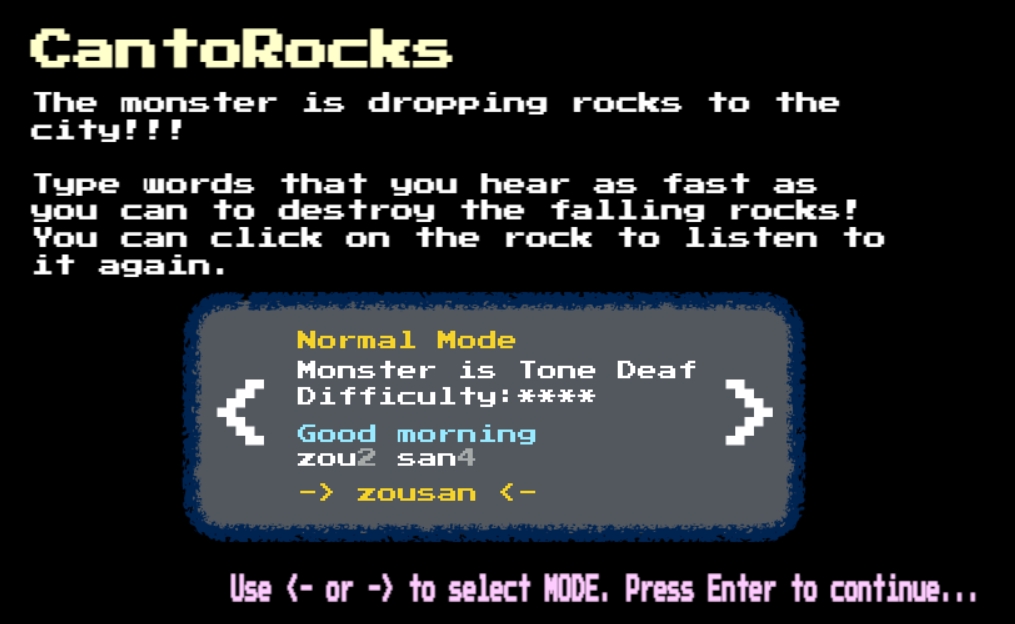 CantoRocks
The monster is dropping rocks to the
city!!!
Type words that you hear as fast as
you can to destroy the falling rocks!
You can click on the rock to listen to
it again.
Normal Mode
Monster is Tone Deaf
Difficulty:****
Good morning
zou2 san4
-> zousan <-
Use <- or -> to select MODE. Press Enter to continue...